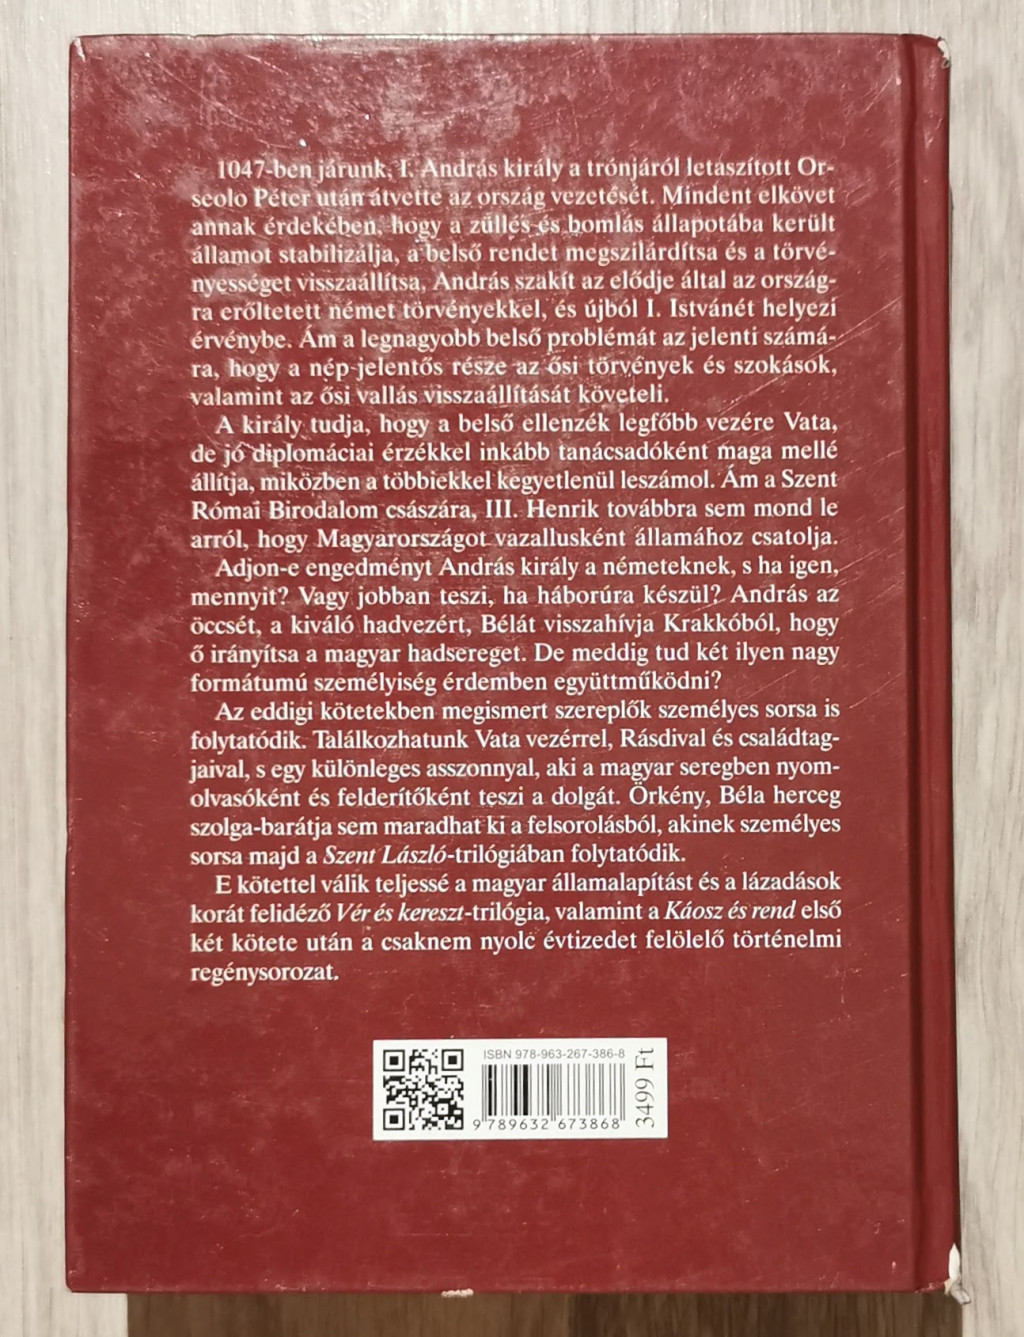 1047-ben járunk, I. András király a trónjáról letaszított Or-
seolo Péter után átvette az ország vezetését. Mindent elkövet
annak érdekében, hogy a züllés és bomlás állapotába került
államot stabilizálja, a belső rendet megszilárdítsa és a törvé-
nyességet visszaállítsa, András szakít az elődje által az ország-
ra erőltetett német törvényekkel, és újból I. Istvánét helyezi
érvénybe. Ám a legnagyobb belső problémát az jelenti számá-
ra, hogy a nép jelentős része az ősi törvények és szokások,
valamint az ősi vallás visszaállítását követeli.
A király tudja, hogy a belső ellenzék legfőbb vezére Vata,
de jó diplomáciai érzékkel inkább tanácsadóként maga mellé
állítja, miközben a többiekkel kegyetlenül leszámol. Ám a Szent
Római Birodalom császára, III. Henrik továbbra sem mond le
arról, hogy Magyarországot vazallusként államához csatolja.
Adjon-e engedményt András király a németeknek, s ha igen,
mennyit? Vagy jobban teszi, ha háborúra készül? András az
öccsét, a kiváló hadvezért, Bélát visszahívja Krakkóból, hogy
ő irányítsa a magyar hadsereget. De meddig tud két ilyen nagy
formátumú személyiség érdemben együttműködni?
Az eddigi kötetekben megismert szereplők személyes sorsa is
folytatódik. Találkozhatunk Vata vezérrel, Rásdival és családtag-
jaival, s egy különleges asszonnyal, aki a magyar seregben nyom-
olvasóként és felderítőként teszi a dolgát. Örkény, Béla herceg
szolga-barátja sem maradhat ki a felsorolásból, akinek személyes
sorsa majd a Szent László-trilógiában folytatódik.
E kötettel válik teljessé a magyar államalapítást és a lázadások
korát felidéző Vér és kereszt-trilógia, valamint a Káosz és rend első
két kötete után a csaknem nyolc évtizedet felölelő történelmi
regénysorozat.
ISBN 978-963-267-386-8
9 789632 673868
3499 Ft